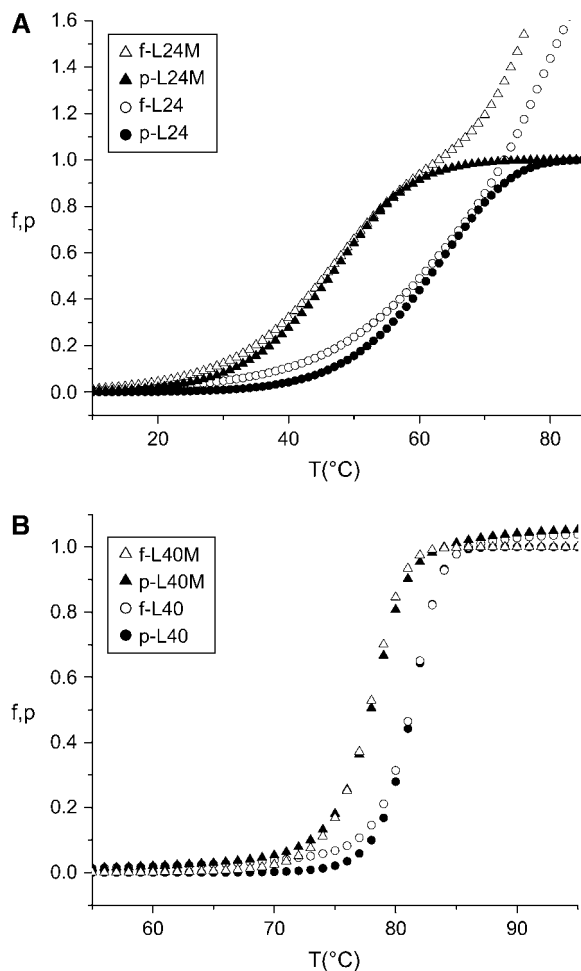 A
△ f-L24M
▲ p-L24M
○ f-L24
● p-L24
1.6
1.4
1.2
1.0
0.8
0.6
0.4
0.2
0.0
f,p
20 40 60 80
T(°C)
B
△ f-L40M
▲ p-L40M
○ f-L40
● p-L40
1.0
0.8
0.6
0.4
0.2
0.0
f,p
60 70 80 90
T(°C)